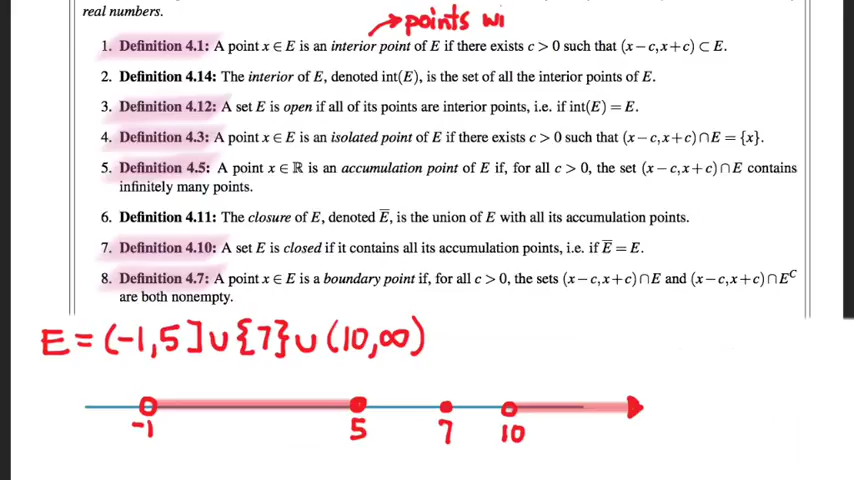 real numbers.
points wi
1. Definition 4.1: A point x ∈ E is an interior point of E if there exists c > 0 such that (x − c, x + c) ⊂ E.
2. Definition 4.14: The interior of E, denoted int(E), is the set of all the interior points of E.
3. Definition 4.12: A set E is open if all of its points are interior points, i.e. if int(E) = E.
4. Definition 4.3: A point x ∈ E is an isolated point of E if there exists c > 0 such that (x − c, x + c) ∩ E = {x}.
5. Definition 4.5: A point x ∈ ℝ is an accumulation point of E if, for all c > 0, the set (x − c, x + c) ∩ E contains
infinitely many points.
6. Definition 4.11: The closure of E, denoted E̅, is the union of E with all its accumulation points.
7. Definition 4.10: A set E is closed if it contains all its accumulation points, i.e. if E̅ = E.
8. Definition 4.7: A point x ∈ E is a boundary point if, for all c > 0, the sets (x − c, x + c) ∩ E and (x − c, x + c) ∩ Eᶜ
are both nonempty.
E = (-1,5] ∪ {7} ∪ (10,∞)
-1 5 7 10